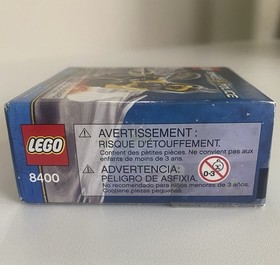 LEGO
8400
AVERTISSEMENT :
RISQUE D'ÉTOUFFEMENT.
Contient des petites pièces. Ne convient pas aux
enfants de moins de 3 ans.
ADVERTENCIA:
PELIGRO DE ASFIXIA.
No recomendado para niños menores de 3 años.
Contiene piezas pequeñas.
0-3